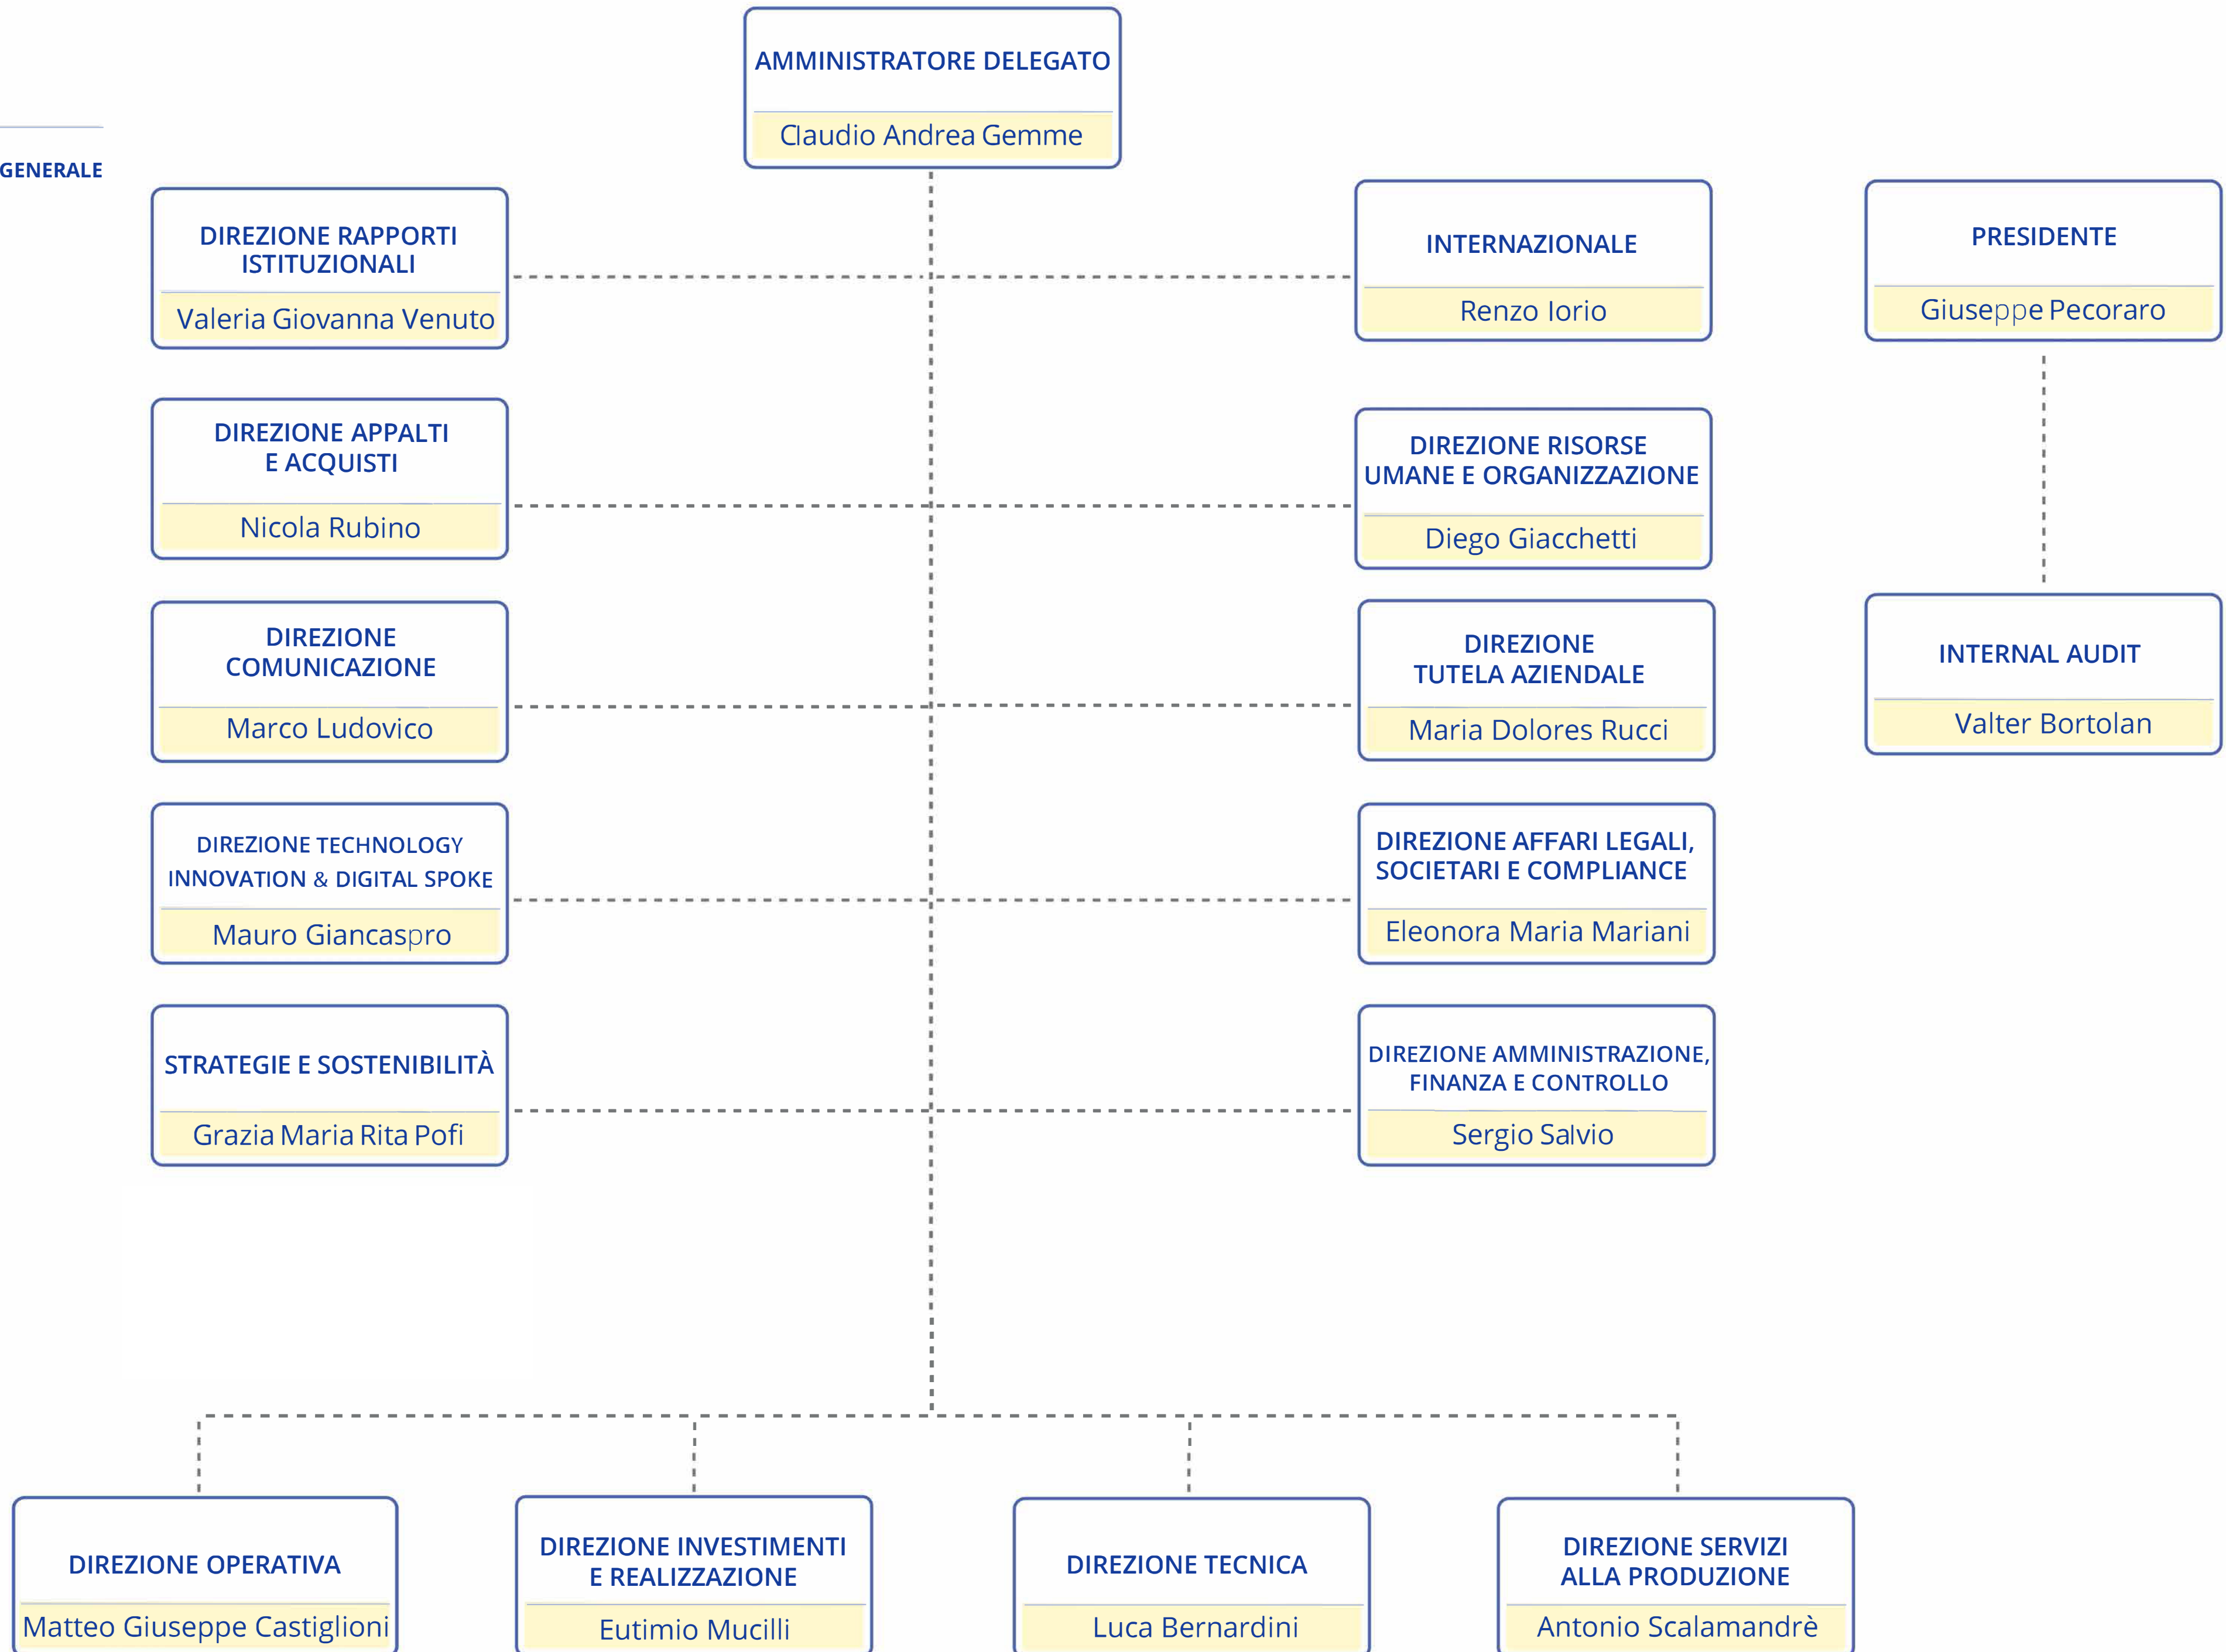 AMMINISTRATORE DELEGATO
Claudio Andrea Gemme
GENERALE
DIREZIONE RAPPORTI
ISTITUZIONALI
Valeria Giovanna Venuto
INTERNAZIONALE
Renzo Iorio
PRESIDENTE
Giuseppe Pecoraro
DIREZIONE APPALTI
E ACQUISTI
Nicola Rubino
DIREZIONE RISORSE
UMANE E ORGANIZZAZIONE
Diego Giacchetti
DIREZIONE
COMUNICAZIONE
Marco Ludovico
DIREZIONE
TUTELA AZIENDALE
Maria Dolores Rucci
INTERNAL AUDIT
Valter Bortolan
DIREZIONE TECHNOLOGY
INNOVATION & DIGITAL SPOKE
Mauro Giancaspro
DIREZIONE AFFARI LEGALI,
SOCIETARI E COMPLIANCE
Eleonora Maria Mariani
STRATEGIE E SOSTENIBILITÀ
Grazia Maria Rita Pofi
DIREZIONE AMMINISTRAZIONE,
FINANZA E CONTROLLO
Sergio Salvio
DIREZIONE OPERATIVA
Matteo Giuseppe Castiglioni
DIREZIONE INVESTIMENTI
E REALIZZAZIONE
Eutimio Mucilli
DIREZIONE TECNICA
Luca Bernardini
DIREZIONE SERVIZI
ALLA PRODUZIONE
Antonio Scalamandrè